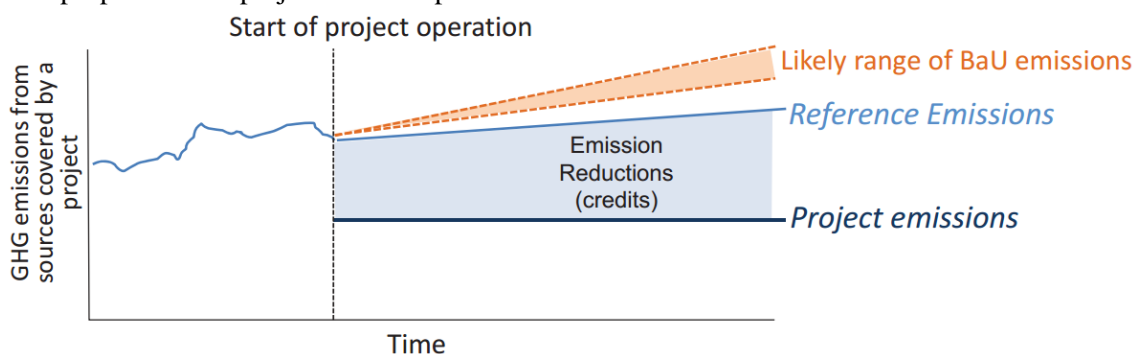 Start of project operation
GHG emissions from
sources covered by a
project
Likely range of BaU emissions
Reference Emissions
Emission
Reductions
(credits)
Project emissions
Time